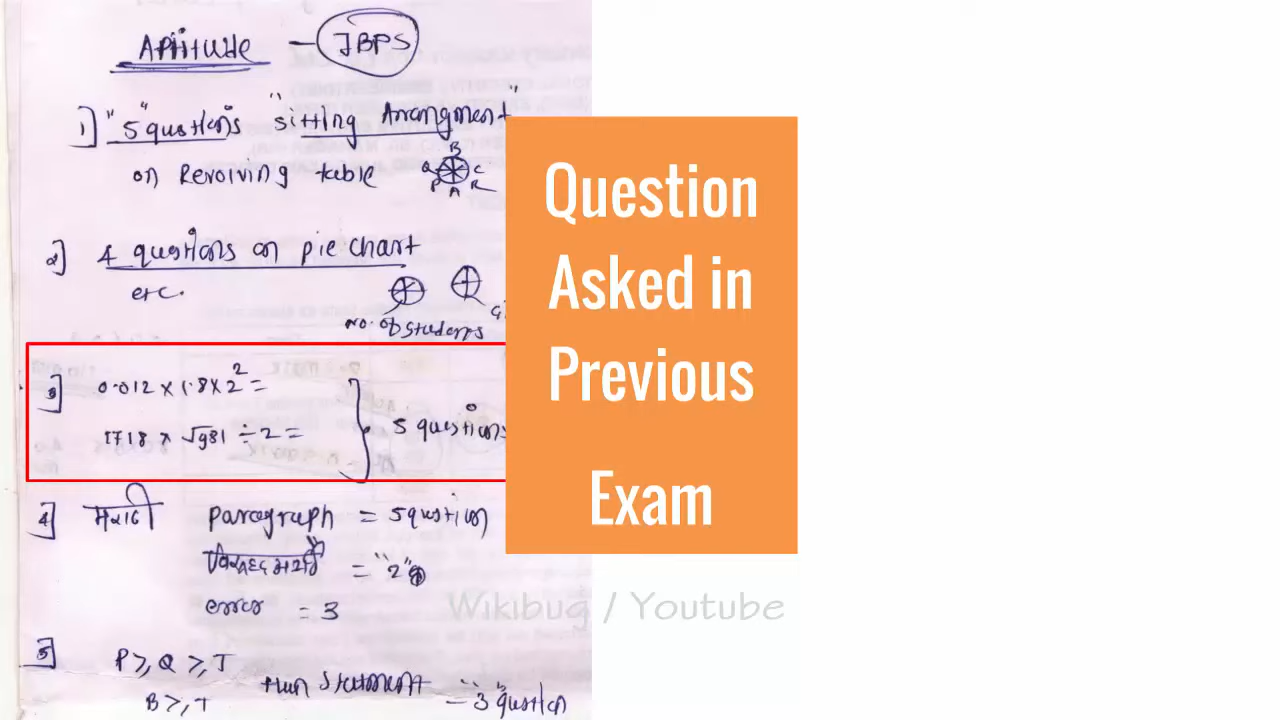 Aptitude – IBPS
1] "5" questions "sitting Arrangment"
on Revolving table
B
Q C
P A R
2] 4 questions on pie chart
etc.
No. of students
3] 0.012 × 1.8 × 2² =
1718 × √981 ÷ 2 =
} 5 questions
4] मराठी paragraph = 5 qustion
= "2"
error = 3
5] P ≥ Q ≥ T
B ≥ T then statement = "3" question
Question
Asked in
Previous
Exam
Wikibug / Youtube